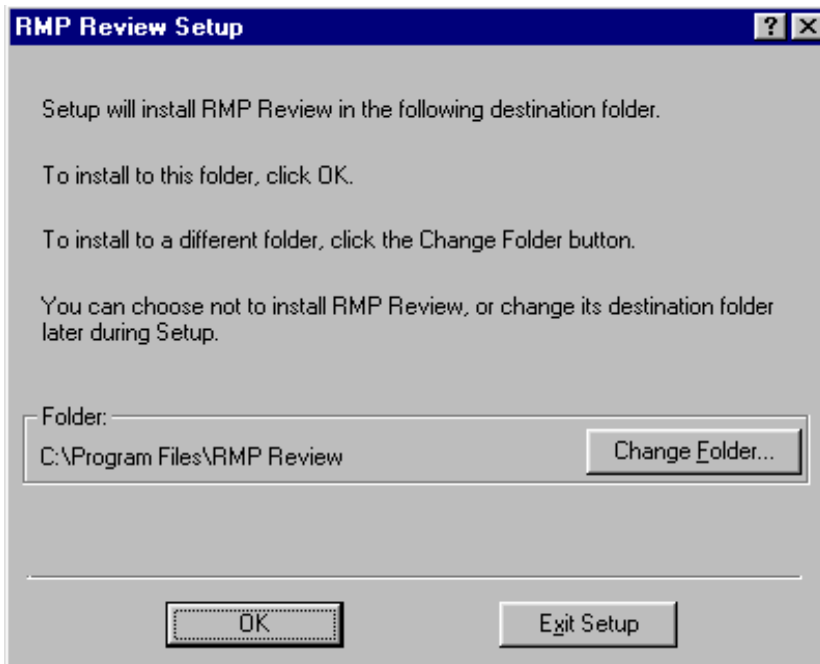 RMP Review Setup
Setup will install RMP Review in the following destination folder.
To install to this folder, click OK.
To install to a different folder, click the Change Folder button.
You can choose not to install RMP Review, or change its destination folder
later during Setup.
Folder:
C:\Program Files\RMP Review
Change Folder...
OK
Exit Setup